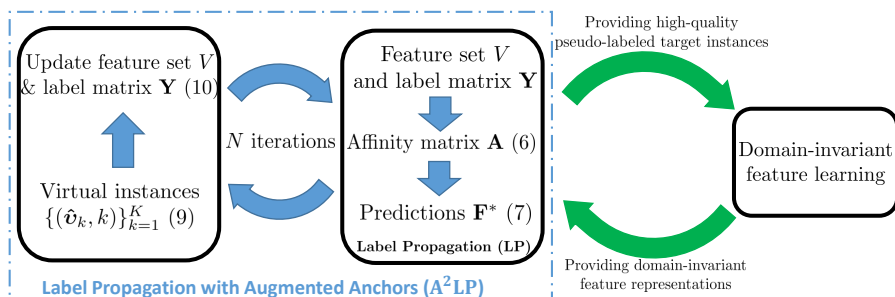 Update feature set V
& label matrix Y (10)
Virtual instances
{(v̂ₖ, k)}ᴷₖ₌₁ (9)
N iterations
Feature set V
and label matrix Y
Affinity matrix A (6)
Predictions F* (7)
Label Propagation (LP)
Label Propagation with Augmented Anchors (A²LP)
Providing high-quality
pseudo-labeled target instances
Domain-invariant
feature learning
Providing domain-invariant
feature representations